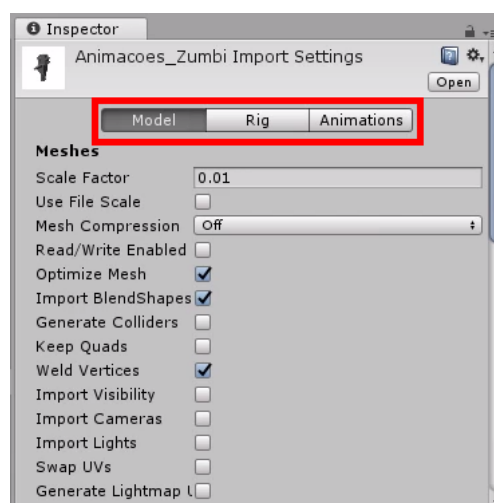 Inspector
Animacoes_Zumbi Import Settings
Open
Model Rig Animations
Meshes
Scale Factor 0.01
Use File Scale
Mesh Compression Off
Read/Write Enabled
Optimize Mesh
Import BlendShapes
Generate Colliders
Keep Quads
Weld Vertices
Import Visibility
Import Cameras
Import Lights
Swap UVs
Generate Lightmap